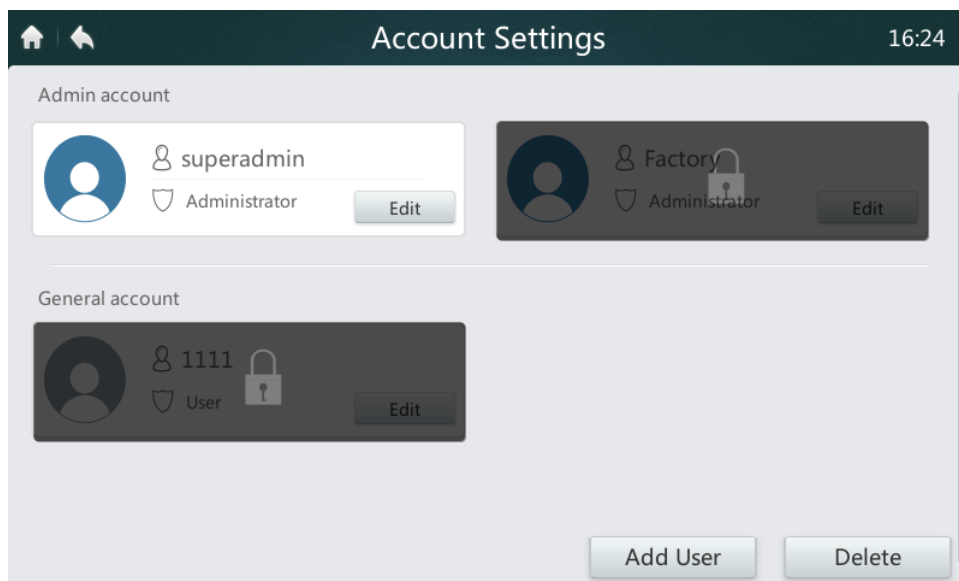 Account Settings 16:24
Admin account
superadmin
Administrator Edit
Factory
Administrator Edit
General account
1111
User Edit
Add User Delete